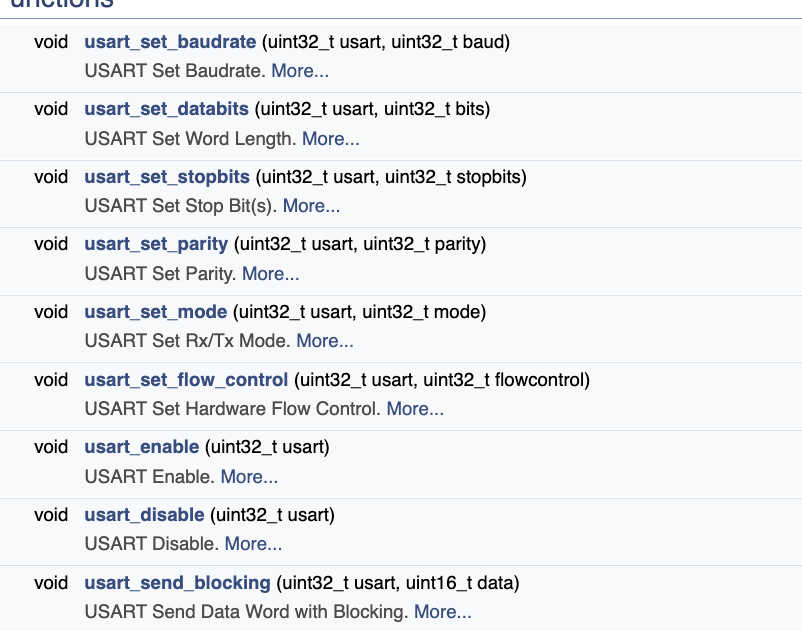 unctions
void usart_set_baudrate (uint32_t usart, uint32_t baud)
USART Set Baudrate. More...
void usart_set_databits (uint32_t usart, uint32_t bits)
USART Set Word Length. More...
void usart_set_stopbits (uint32_t usart, uint32_t stopbits)
USART Set Stop Bit(s). More...
void usart_set_parity (uint32_t usart, uint32_t parity)
USART Set Parity. More...
void usart_set_mode (uint32_t usart, uint32_t mode)
USART Set Rx/Tx Mode. More...
void usart_set_flow_control (uint32_t usart, uint32_t flowcontrol)
USART Set Hardware Flow Control. More...
void usart_enable (uint32_t usart)
USART Enable. More...
void usart_disable (uint32_t usart)
USART Disable. More...
void usart_send_blocking (uint32_t usart, uint16_t data)
USART Send Data Word with Blocking. More...